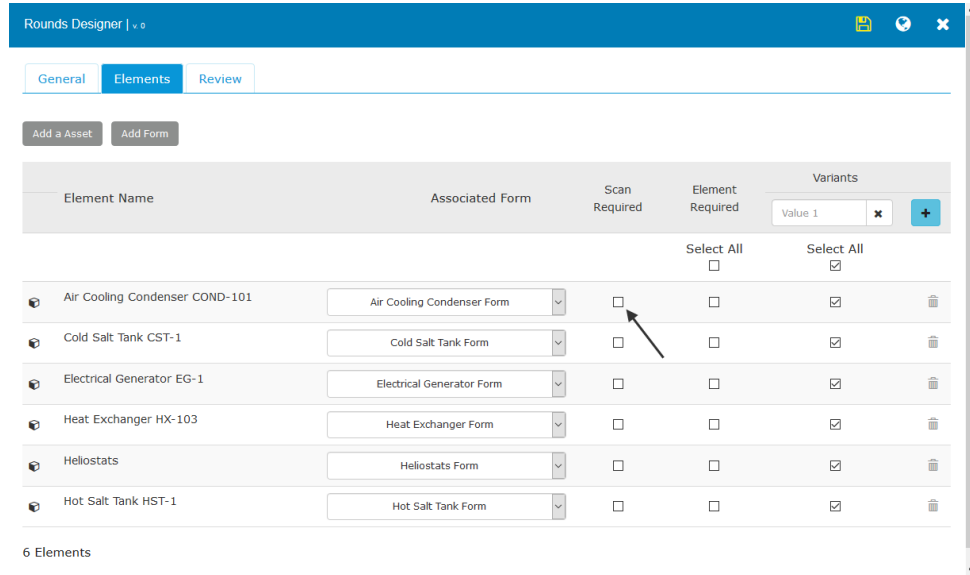 Rounds Designer | v. 0
General Elements Review
Add a Asset Add Form
Element Name Associated Form Scan Required Element Required Variants
Value 1
Select All Select All
Air Cooling Condenser COND-101 Air Cooling Condenser Form
Cold Salt Tank CST-1 Cold Salt Tank Form
Electrical Generator EG-1 Electrical Generator Form
Heat Exchanger HX-103 Heat Exchanger Form
Heliostats Heliostats Form
Hot Salt Tank HST-1 Hot Salt Tank Form
6 Elements